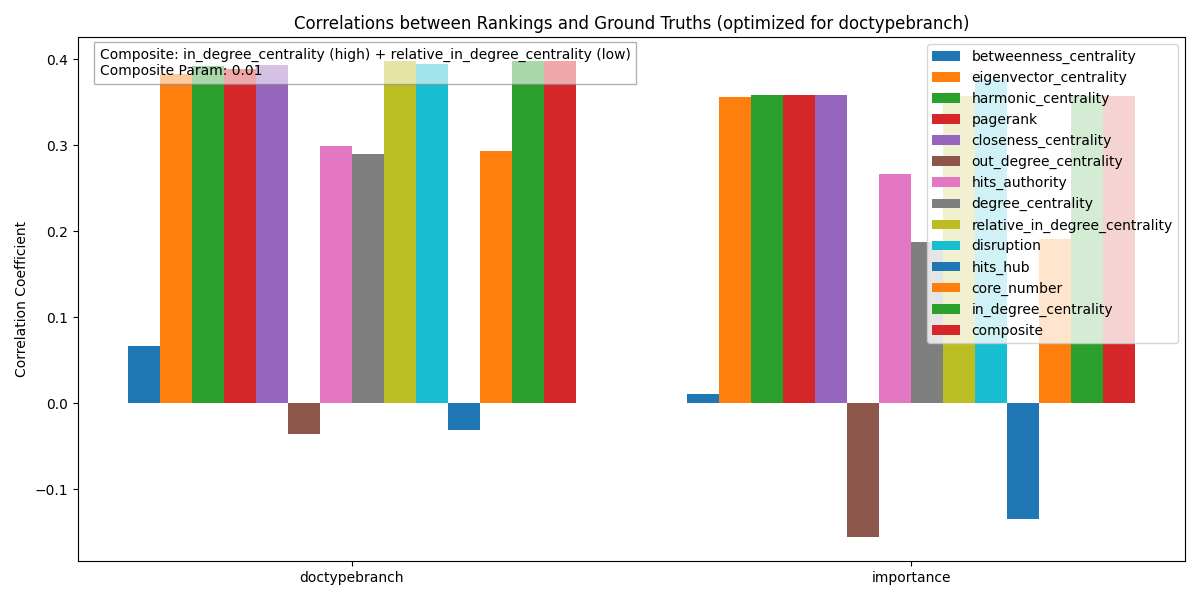 Correlations between Rankings and Ground Truths (optimized for doctypebranch)
Composite: in_degree_centrality (high) + relative_in_degree_centrality (low)
Composite Param: 0.01
betweenness_centrality
eigenvector_centrality
harmonic_centrality
pagerank
closeness_centrality
out_degree_centrality
hits_authority
degree_centrality
relative_in_degree_centrality
disruption
hits_hub
core_number
in_degree_centrality
composite
Correlation Coefficient
0.4
0.3
0.2
0.1
0.0
−0.1
doctypebranch
importance